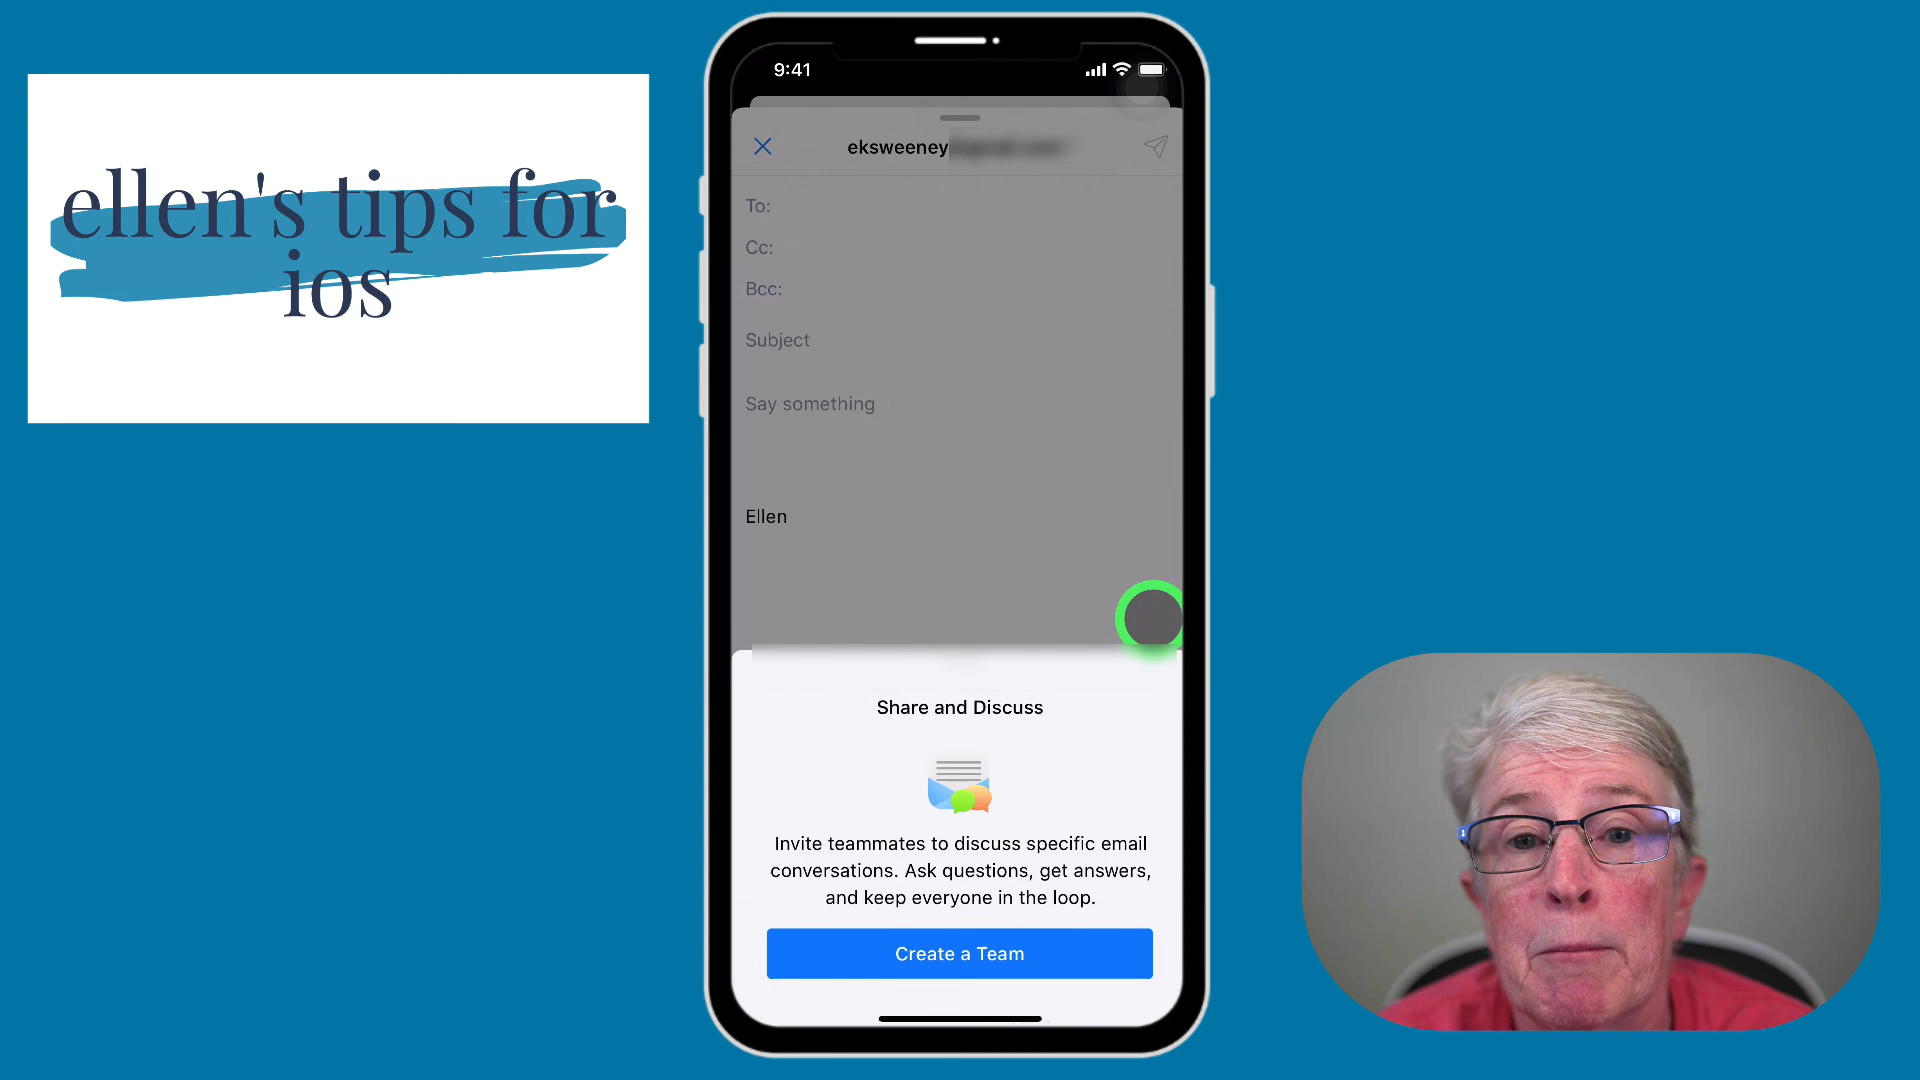 ellen's tips for
ios
9:41
eksweeney
To:
Cc:
Bcc:
Subject
Say something
Ellen
Share and Discuss
Invite teammates to discuss specific email
conversations. Ask questions, get answers,
and keep everyone in the loop.
Create a Team